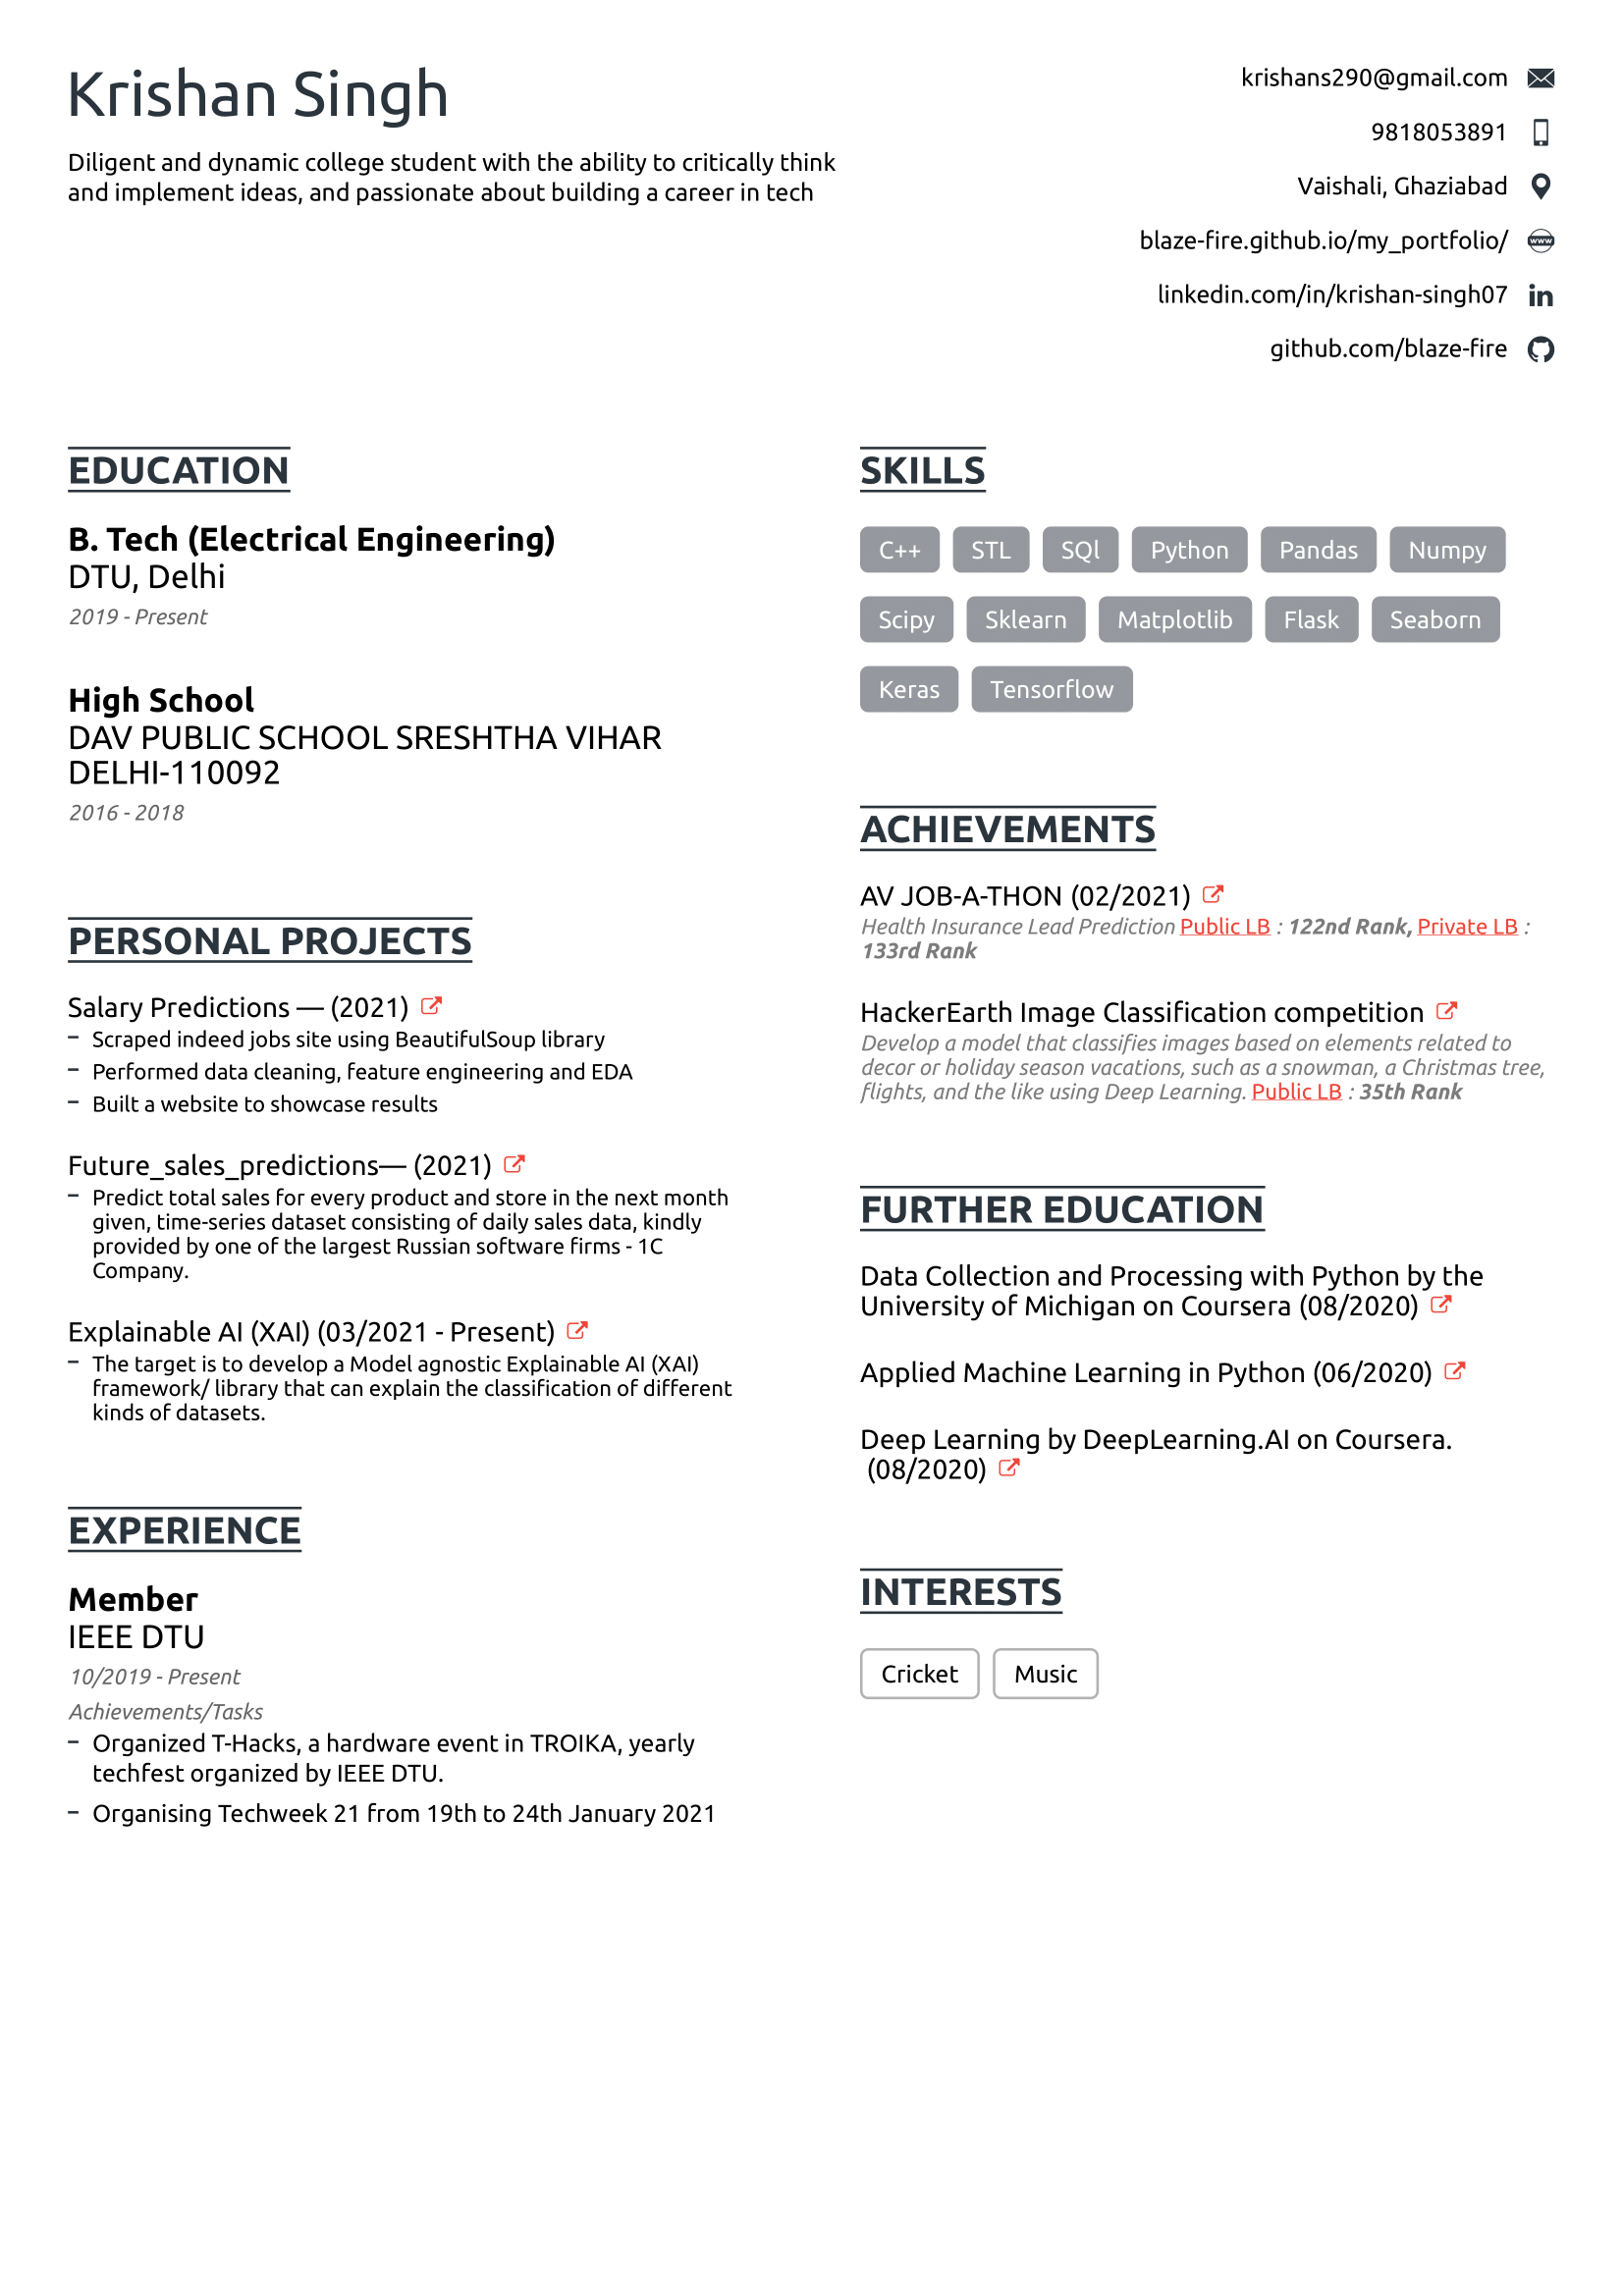 Krishan Singh
Diligent and dynamic college student with the ability to critically think
and implement ideas, and passionate about building a career in tech
krishans290@gmail.com
9818053891
Vaishali, Ghaziabad
blaze-fire.github.io/my_portfolio/
www
linkedin.com/in/krishan-singh07
in
github.com/blaze-fire
EDUCATION
B. Tech (Electrical Engineering)
DTU, Delhi
2019 - Present
High School
DAV PUBLIC SCHOOL SRESHTHA VIHAR
DELHI-110092
2016 - 2018
PERSONAL PROJECTS
Salary Predictions — (2021)
– Scraped indeed jobs site using BeautifulSoup library
– Performed data cleaning, feature engineering and EDA
– Built a website to showcase results
Future_sales_predictions— (2021)
– Predict total sales for every product and store in the next month
given, time-series dataset consisting of daily sales data, kindly
provided by one of the largest Russian software firms - 1C
Company.
Explainable AI (XAI) (03/2021 - Present)
– The target is to develop a Model agnostic Explainable AI (XAI)
framework/ library that can explain the classification of different
kinds of datasets.
EXPERIENCE
Member
IEEE DTU
10/2019 - Present
Achievements/Tasks
– Organized T-Hacks, a hardware event in TROIKA, yearly
techfest organized by IEEE DTU.
– Organising Techweek 21 from 19th to 24th January 2021
SKILLS
C++ STL SQl Python Pandas Numpy
Scipy Sklearn Matplotlib Flask Seaborn
Keras Tensorflow
ACHIEVEMENTS
AV JOB-A-THON (02/2021)
Health Insurance Lead Prediction Public LB : 122nd Rank, Private LB :
133rd Rank
HackerEarth Image Classification competition
Develop a model that classifies images based on elements related to
decor or holiday season vacations, such as a snowman, a Christmas tree,
flights, and the like using Deep Learning. Public LB : 35th Rank
FURTHER EDUCATION
Data Collection and Processing with Python by the
University of Michigan on Coursera (08/2020)
Applied Machine Learning in Python (06/2020)
Deep Learning by DeepLearning.AI on Coursera.
(08/2020)
INTERESTS
Cricket Music